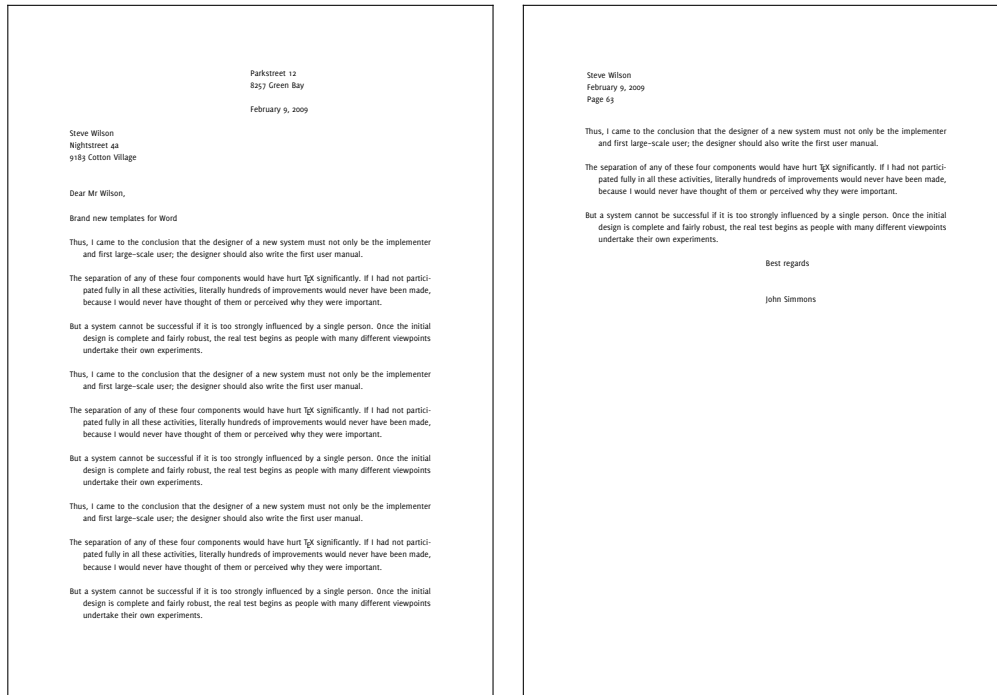 Parkstreet 12
8257 Green Bay
February 9, 2009
Steve Wilson
Nightstreet 4a
9183 Cotton Village
Dear Mr Wilson,
Brand new templates for Word
Thus, I came to the conclusion that the designer of a new system must not only be the implementer
and first large-scale user; the designer should also write the first user manual.
The separation of any of these four components would have hurt TEX significantly. If I had not partici-
pated fully in all these activities, literally hundreds of improvements would never have been made,
because I would never have thought of them or perceived why they were important.
But a system cannot be successful if it is too strongly influenced by a single person. Once the initial
design is complete and fairly robust, the real test begins as people with many different viewpoints
undertake their own experiments.
Thus, I came to the conclusion that the designer of a new system must not only be the implementer
and first large-scale user; the designer should also write the first user manual.
The separation of any of these four components would have hurt TEX significantly. If I had not partici-
pated fully in all these activities, literally hundreds of improvements would never have been made,
because I would never have thought of them or perceived why they were important.
But a system cannot be successful if it is too strongly influenced by a single person. Once the initial
design is complete and fairly robust, the real test begins as people with many different viewpoints
undertake their own experiments.
Thus, I came to the conclusion that the designer of a new system must not only be the implementer
and first large-scale user; the designer should also write the first user manual.
The separation of any of these four components would have hurt TEX significantly. If I had not partici-
pated fully in all these activities, literally hundreds of improvements would never have been made,
because I would never have thought of them or perceived why they were important.
But a system cannot be successful if it is too strongly influenced by a single person. Once the initial
design is complete and fairly robust, the real test begins as people with many different viewpoints
undertake their own experiments.
Steve Wilson
February 9, 2009
Page 63
Thus, I came to the conclusion that the designer of a new system must not only be the implementer
and first large-scale user; the designer should also write the first user manual.
The separation of any of these four components would have hurt TEX significantly. If I had not partici-
pated fully in all these activities, literally hundreds of improvements would never have been made,
because I would never have thought of them or perceived why they were important.
But a system cannot be successful if it is too strongly influenced by a single person. Once the initial
design is complete and fairly robust, the real test begins as people with many different viewpoints
undertake their own experiments.
Best regards
John Simmons